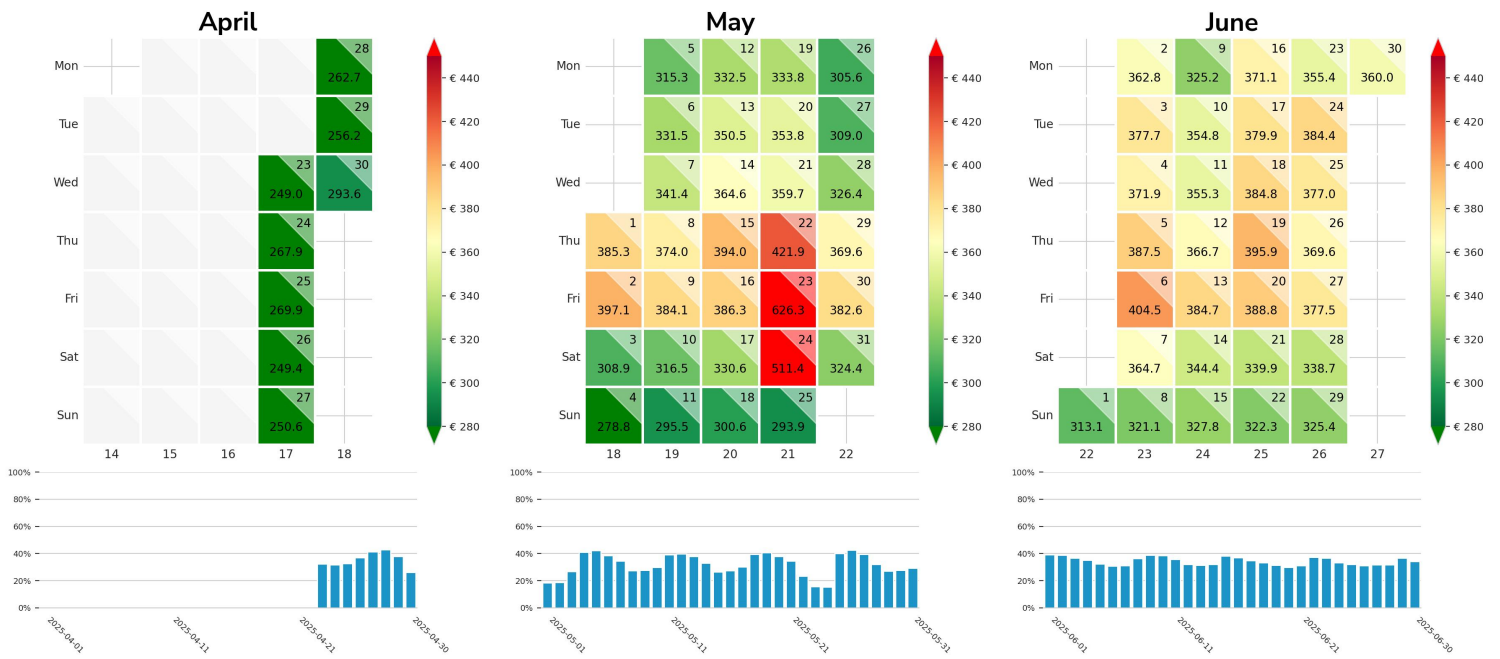 April
Mon 28 262.7 € 440
Tue 29 256.2 € 420
Wed 23 249.0 30 293.6 € 400
€ 380
Thu 24 267.9 € 360
Fri 25 269.9 € 340
€ 320
Sat 26 249.4 € 300
Sun 27 250.6 € 280
14 15 16 17 18
100%
80%
60%
40%
20%
0%
2025-04-01 2025-04-11 2025-04-21 2025-04-30
May
Mon 5 315.3 12 332.5 19 333.8 26 305.6 € 440
Tue 6 331.5 13 350.5 20 353.8 27 309.0 € 420
Wed 7 341.4 14 364.6 21 359.7 28 326.4 € 400
€ 380
Thu 1 385.3 8 374.0 15 394.0 22 421.9 29 369.6 € 360
Fri 2 397.1 9 384.1 16 386.3 23 626.3 30 382.6 € 340
€ 320
Sat 3 308.9 10 316.5 17 330.6 24 511.4 31 324.4 € 300
Sun 4 278.8 11 295.5 18 300.6 25 293.9 € 280
18 19 20 21 22
100%
80%
60%
40%
20%
0%
2025-05-01 2025-05-11 2025-05-21 2025-05-31
June
Mon 2 362.8 9 325.2 16 371.1 23 355.4 30 360.0 € 440
Tue 3 377.7 10 354.8 17 379.9 24 384.4 € 420
Wed 4 371.9 11 355.3 18 384.8 25 377.0 € 400
€ 380
Thu 5 387.5 12 366.7 19 395.9 26 369.6 € 360
Fri 6 404.5 13 384.7 20 388.8 27 377.5 € 340
€ 320
Sat 7 364.7 14 344.4 21 339.9 28 338.7 € 300
Sun 1 313.1 8 321.1 15 327.8 22 322.3 29 325.4 € 280
22 23 24 25 26 27
100%
80%
60%
40%
20%
0%
2025-06-01 2025-06-11 2025-06-21 2025-06-30